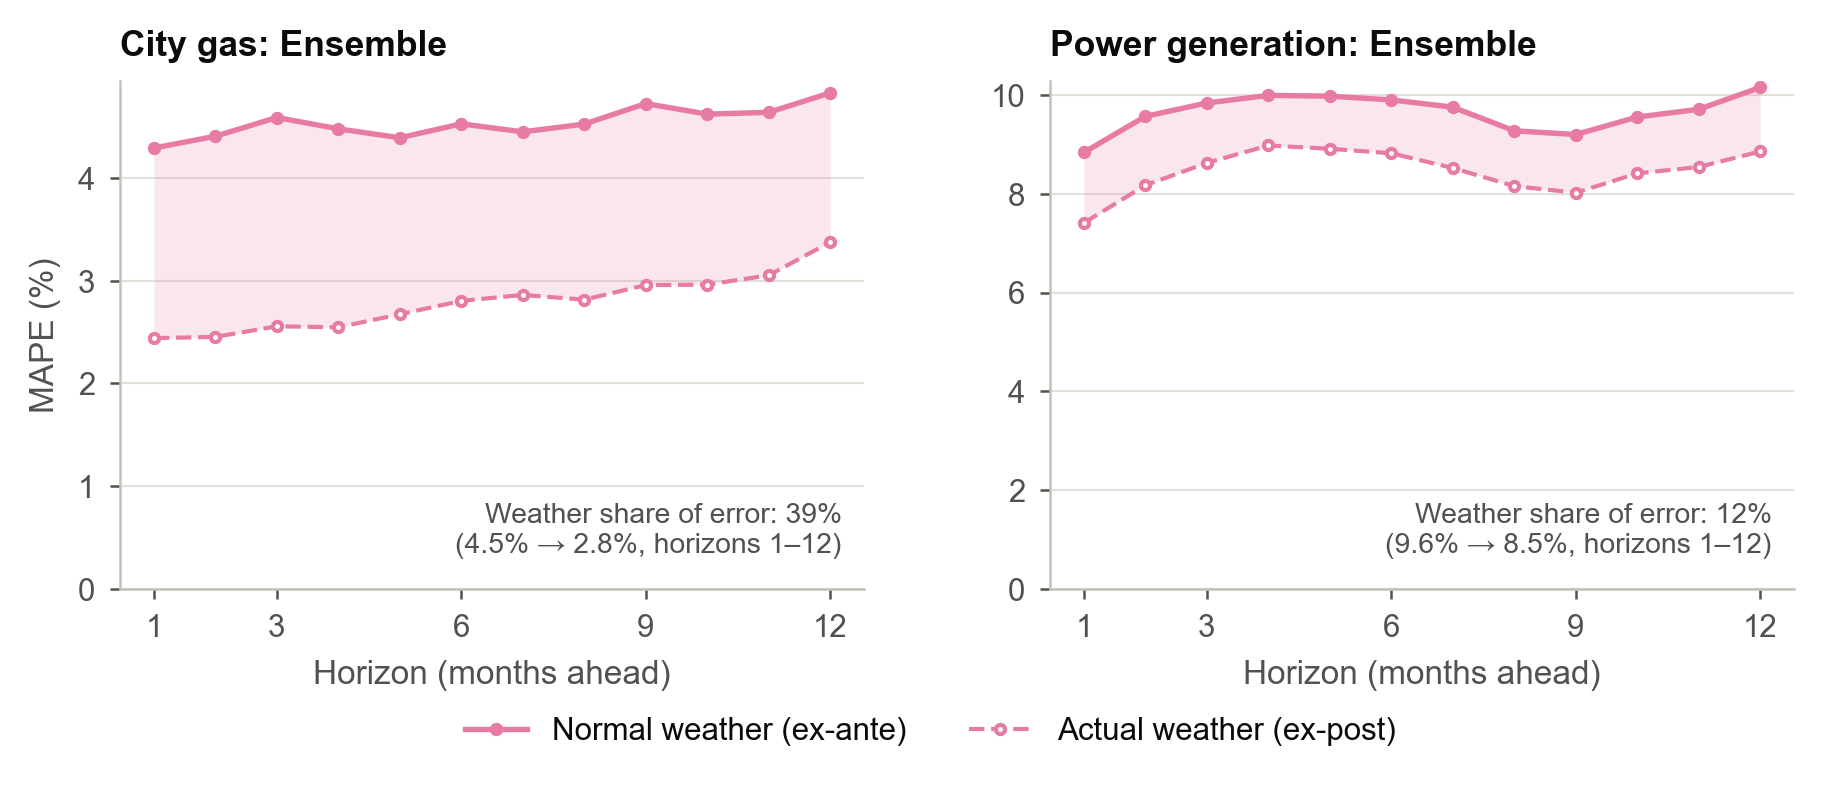 City gas: Ensemble
MAPE (%)
4
3
2
1
0
Weather share of error: 39%
(4.5% → 2.8%, horizons 1–12)
1 3 6 9 12
Horizon (months ahead)
Power generation: Ensemble
10
8
6
4
2
0
Weather share of error: 12%
(9.6% → 8.5%, horizons 1–12)
1 3 6 9 12
Horizon (months ahead)
Normal weather (ex-ante) Actual weather (ex-post)